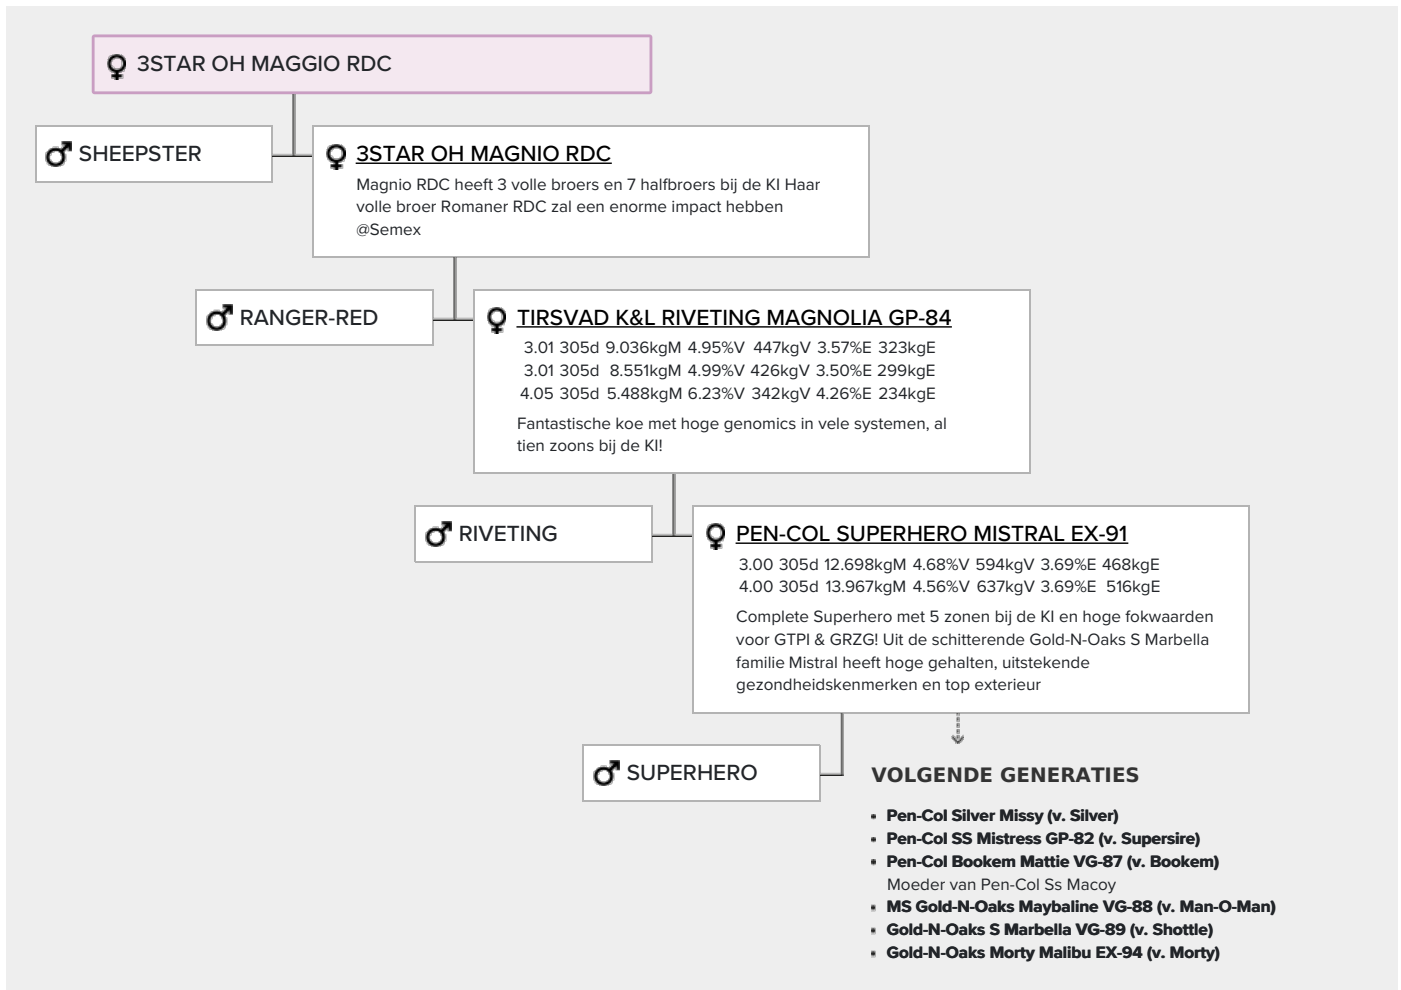 3STAR OH MAGGIO RDC
SHEEPSTER
3STAR OH MAGNIO RDC
Magnio RDC heeft 3 volle broers en 7 halfbroers bij de KI Haar
volle broer Romaner RDC zal een enorme impact hebben
@Semex
RANGER-RED
TIRSVAD K&L RIVETING MAGNOLIA GP-84
3.01 305d 9.036kgM 4.95%V 447kgV 3.57%E 323kgE
3.01 305d 8.551kgM 4.99%V 426kgV 3.50%E 299kgE
4.05 305d 5.488kgM 6.23%V 342kgV 4.26%E 234kgE
Fantastische koe met hoge genomics in vele systemen, al
tien zoons bij de KI!
RIVETING
PEN-COL SUPERHERO MISTRAL EX-91
3.00 305d 12.698kgM 4.68%V 594kgV 3.69%E 468kgE
4.00 305d 13.967kgM 4.56%V 637kgV 3.69%E 516kgE
Complete Superhero met 5 zonen bij de KI en hoge fokwaarden
voor GTPI & GRZG! Uit de schitterende Gold-N-Oaks S Marbella
familie Mistral heeft hoge gehalten, uitstekende
gezondheidskenmerken en top exterieur
SUPERHERO
VOLGENDE GENERATIES
Pen-Col Silver Missy (v. Silver)
Pen-Col SS Mistress GP-82 (v. Supersire)
Pen-Col Bookem Mattie VG-87 (v. Bookem)
Moeder van Pen-Col Ss Macoy
MS Gold-N-Oaks Maybaline VG-88 (v. Man-O-Man)
Gold-N-Oaks S Marbella VG-89 (v. Shottle)
Gold-N-Oaks Morty Malibu EX-94 (v. Morty)